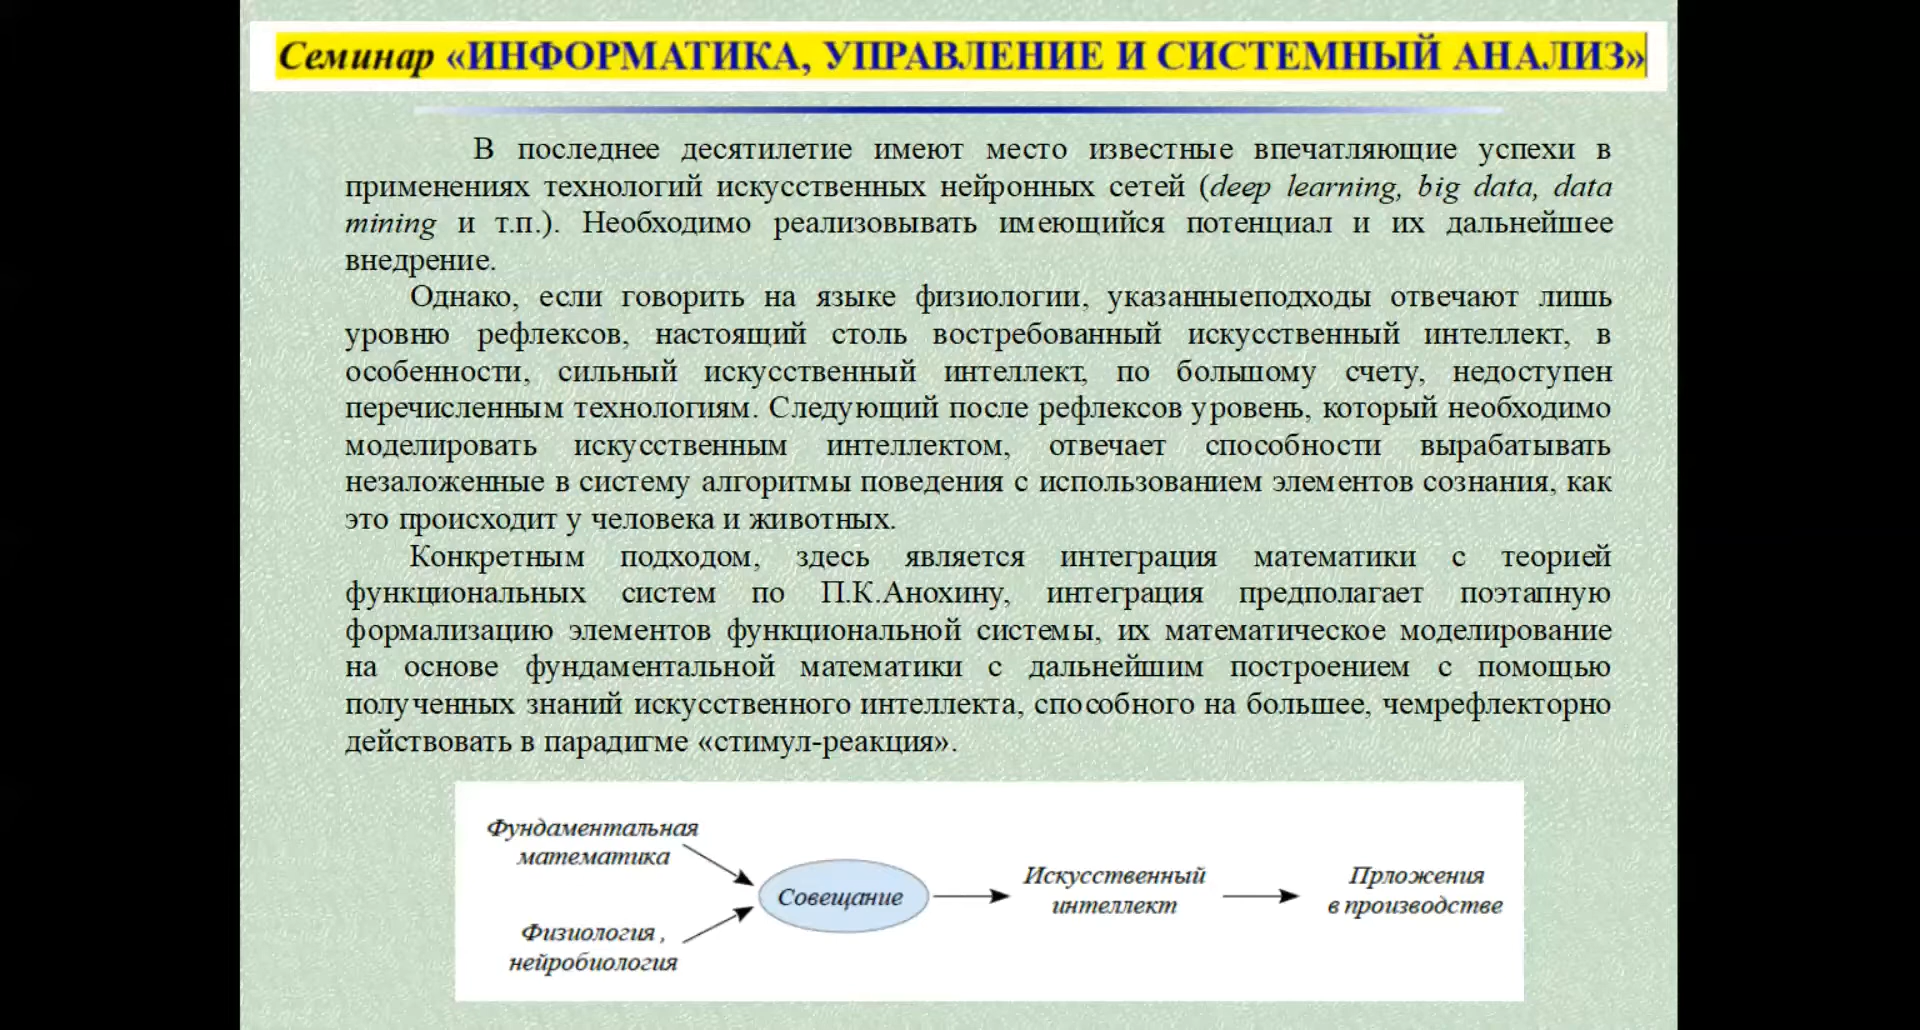 Семинар «ИНФОРМАТИКА, УПРАВЛЕНИЕ И СИСТЕМНЫЙ АНАЛИЗ»
В последнее десятилетие имеют место известные впечатляющие успехи в
применениях технологий искусственных нейронных сетей (deep learning, big data, data
mining и т.п.). Необходимо реализовывать имеющийся потенциал и их дальнейшее
внедрение.
Однако, если говорить на языке физиологии, указанныеподходы отвечают лишь
уровню рефлексов, настоящий столь востребованный искусственный интеллект, в
особенности, сильный искусственный интеллект, по большому счету, недоступен
перечисленным технологиям. Следующий после рефлексов уровень, который необходимо
моделировать искусственным интеллектом, отвечает способности вырабатывать
незаложенные в систему алгоритмы поведения с использованием элементов сознания, как
это происходит у человека и животных.
Конкретным подходом, здесь является интеграция математики с теорией
функциональных систем по П.К.Анохину, интеграция предполагает поэтапную
формализацию элементов функциональной системы, их математическое моделирование
на основе фундаментальной математики с дальнейшим построением с помощью
полученных знаний искусственного интеллекта, способного на большее, чемрефлекторно
действовать в парадигме «стимул-реакция».
Фундаментальная
математика
Физиология ,
нейробиология
Совещание
Искусственный
интеллект
Прложения
в производстве